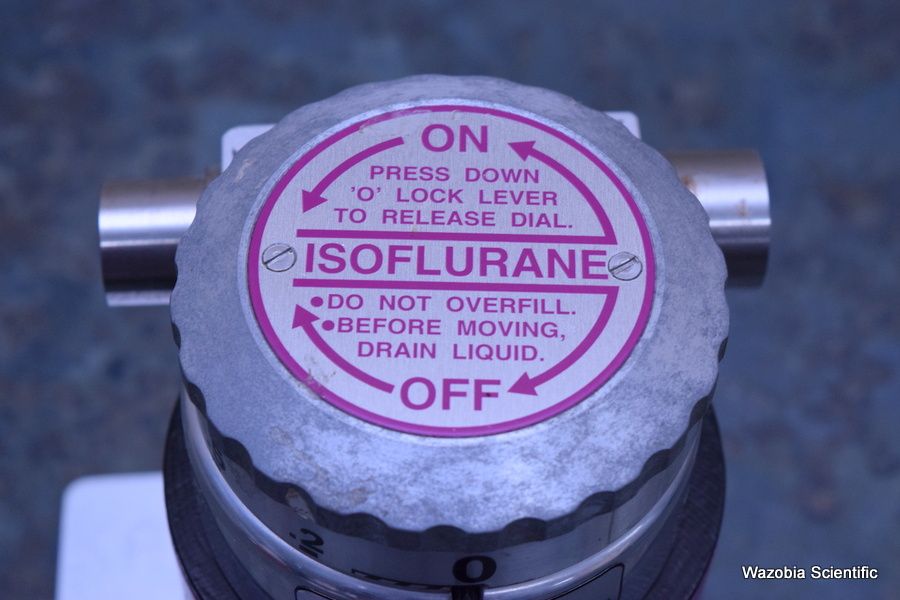 ON
PRESS DOWN
'O' LOCK LEVER
TO RELEASE DIAL.
ISOFLURANE
•DO NOT OVERFILL.
•BEFORE MOVING,
DRAIN LIQUID.
OFF
0
Wazobia Scientific